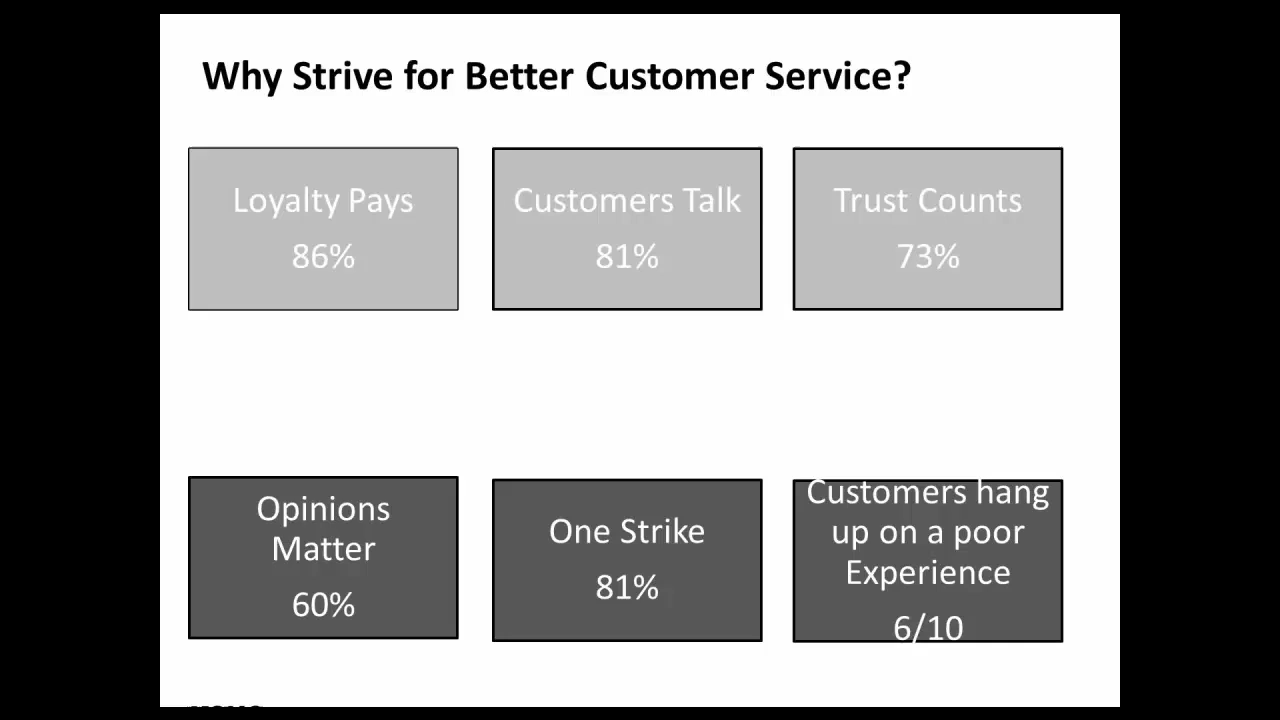 Why Strive for Better Customer Service?
Loyalty Pays
86%
Customers Talk
81%
Trust Counts
73%
Opinions
Matter
60%
One Strike
81%
Customers hang
up on a poor
Experience
6/10